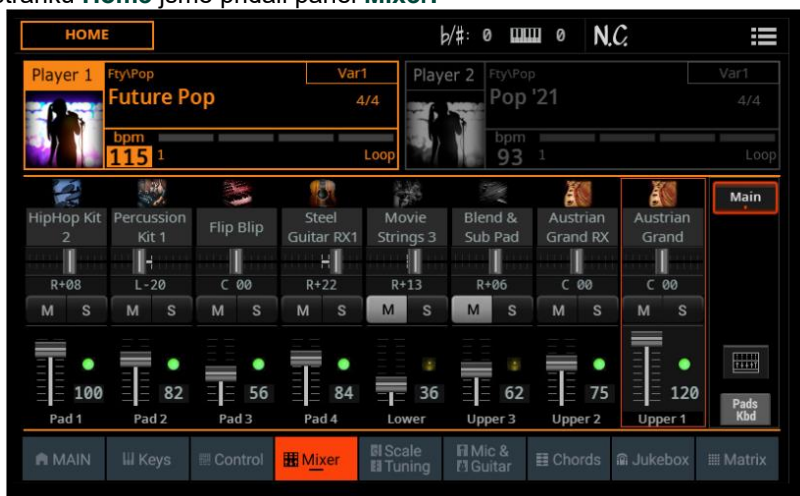 stránku Home jsme přidali panel Mixer:
HOME
♭/#: 0 0 N.C.
Player 1 Fty\Pop Var1
Future Pop 4/4
bpm
115 1 Loop
Player 2 Fty\Pop Var1
Pop '21 4/4
bpm
93 1 Loop
HipHop Kit 2
Percussion Kit 1
Flip Blip
Steel Guitar RX1
Movie Strings 3
Blend & Sub Pad
Austrian Grand RX
Austrian Grand
Main
R+08 L-20 C 00 R+22 R+13 R+06 C 00 C 00
M S M S M S M S M S M S M S M S
100 82 56 84 36 62 75 120
Pad 1 Pad 2 Pad 3 Pad 4 Lower Upper 3 Upper 2 Upper 1
Pads
Kbd
MAIN Keys Control Mixer Scale Tuning Mic & Guitar Chords Jukebox Matrix